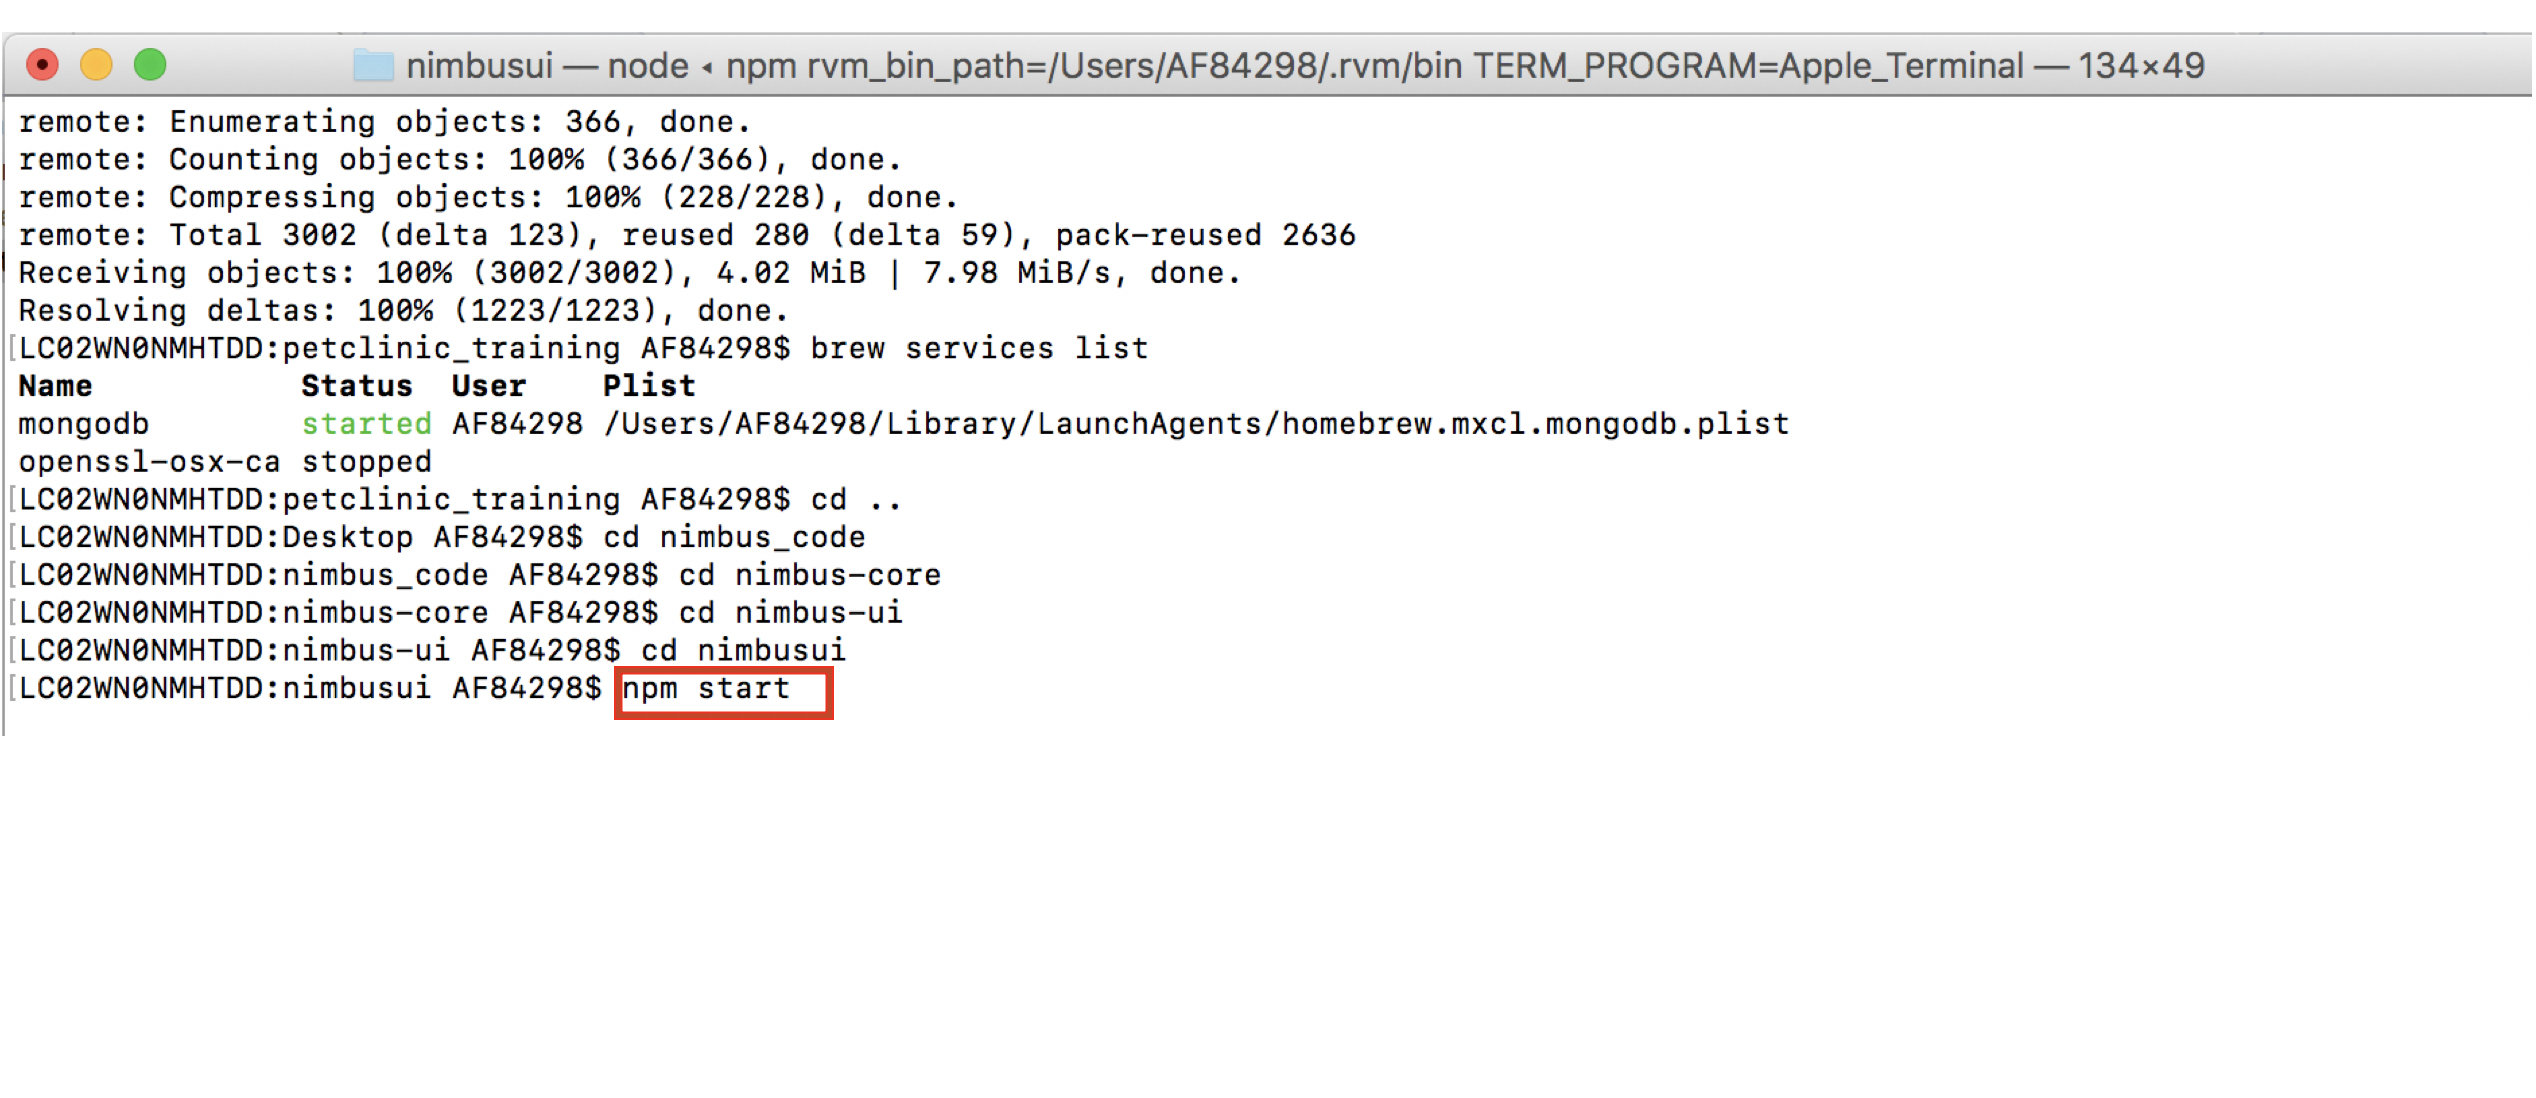 nimbusui — node ◂ npm rvm_bin_path=/Users/AF84298/.rvm/bin TERM_PROGRAM=Apple_Terminal — 134×49
remote: Enumerating objects: 366, done.
remote: Counting objects: 100% (366/366), done.
remote: Compressing objects: 100% (228/228), done.
remote: Total 3002 (delta 123), reused 280 (delta 59), pack-reused 2636
Receiving objects: 100% (3002/3002), 4.02 MiB | 7.98 MiB/s, done.
Resolving deltas: 100% (1223/1223), done.
[LC02WN0NMHTDD:petclinic_training AF84298$ brew services list
Name           Status  User    Plist
mongodb        started AF84298 /Users/AF84298/Library/LaunchAgents/homebrew.mxcl.mongodb.plist
openssl-osx-ca stopped
[LC02WN0NMHTDD:petclinic_training AF84298$ cd ..
[LC02WN0NMHTDD:Desktop AF84298$ cd nimbus_code
[LC02WN0NMHTDD:nimbus_code AF84298$ cd nimbus-core
[LC02WN0NMHTDD:nimbus-core AF84298$ cd nimbus-ui
[LC02WN0NMHTDD:nimbus-ui AF84298$ cd nimbusui
[LC02WN0NMHTDD:nimbusui AF84298$ npm start